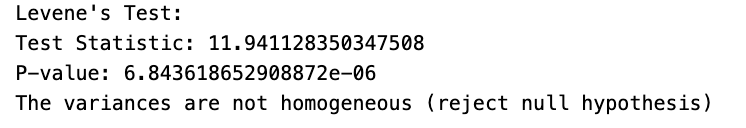 Levene's Test:
Test Statistic: 11.941128350347508
P-value: 6.843618652908872e-06
The variances are not homogeneous (reject null hypothesis)